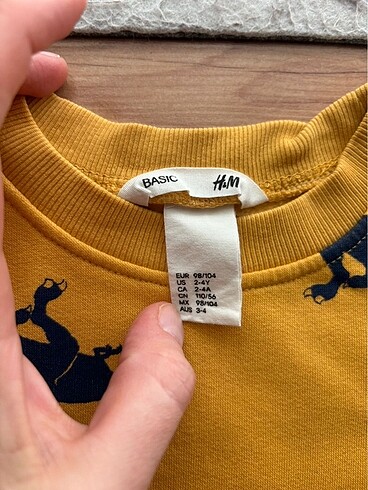 BASIC H&M
EUR 98/104
US 2-4Y
CA 2-4A
CN 110/56
MX 98/104
AUS 3-4